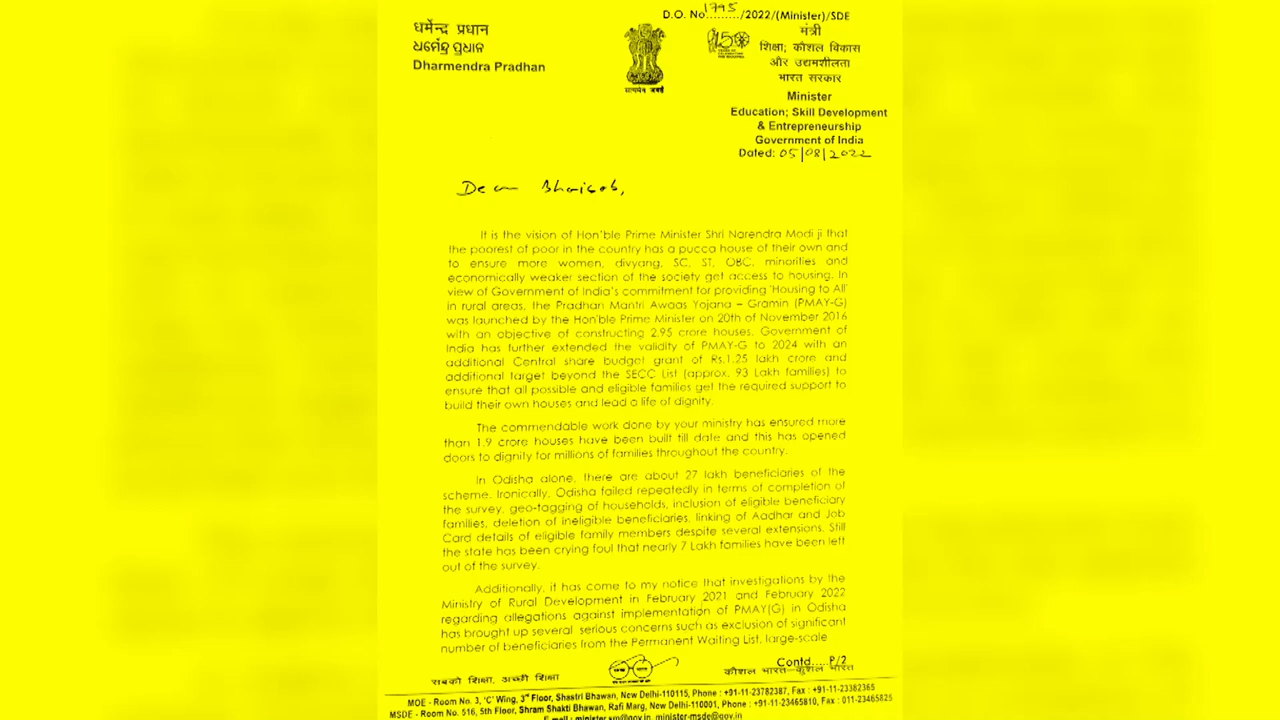 D.O. No. 1795 /2022/(Minister)/SDE
धर्मेन्द्र प्रधान
ଧର୍ମେନ୍ଦ୍ର ପ୍ରଧାନ
Dharmendra Pradhan
सत्यमेव जयते
150
मंत्री
शिक्षा; कौशल विकास
और उद्यमशीलता
भारत सरकार
Minister
Education; Skill Development
& Entrepreneurship
Government of India
Dated: 05/08/2022
Dear Bhaisab,
It is the vision of Hon'ble Prime Minister Shri Narendra Modi ji that
the poorest of poor in the country has a pucca house of their own and
to ensure more women, divyang, SC, ST, OBC, minorities and
economically weaker section of the society get access to housing. In
view of Government of India's commitment for providing 'Housing to All'
in rural areas, the Pradhan Mantri Awaas Yojana – Gramin (PMAY-G)
was launched by the Hon'ble Prime Minister on 20th of November 2016
with an objective of constructing 2.95 crore houses. Government of
India has further extended the validity of PMAY-G to 2024 with an
additional Central share budget grant of Rs.1.25 lakh crore and
additional target beyond the SECC List (approx. 93 Lakh families) to
ensure that all possible and eligible families get the required support to
build their own houses and lead a life of dignity.
The commendable work done by your ministry has ensured more
than 1.9 crore houses have been built till date and this has opened
doors to dignity for millions of families throughout the country.
In Odisha alone, there are about 27 lakh beneficiaries of the
scheme. Ironically, Odisha failed repeatedly in terms of completion of
the survey, geo-tagging of households, inclusion of eligible beneficiary
families, deletion of ineligible beneficiaries, linking of Aadhar and Job
Card details of eligible family members despite several extensions. Still
the state has been crying foul that nearly 7 Lakh families have been left
out of the survey.
Additionally, it has come to my notice that investigations by the
Ministry of Rural Development in February 2021 and February 2022
regarding allegations against implementation of PMAY(G) in Odisha
has brought up several serious concerns such as exclusion of significant
number of beneficiaries from the Permanent Waiting List, large-scale
Contd.....P/2
सबको शिक्षा, अच्छी शिक्षा
कौशल भारत-कुशल भारत
MOE - Room No. 3, 'C' Wing, 3rd Floor, Shastri Bhawan, New Delhi-110115, Phone : +91-11-23782387, Fax : +91-11-23382365
MSDE - Room No. 516, 5th Floor, Shram Shakti Bhawan, Rafi Marg, New Delhi-110001, Phone : +91-11-23465810, Fax : 011-23465825
E-mail : minister.sm@gov.in, minister-msde@gov.in